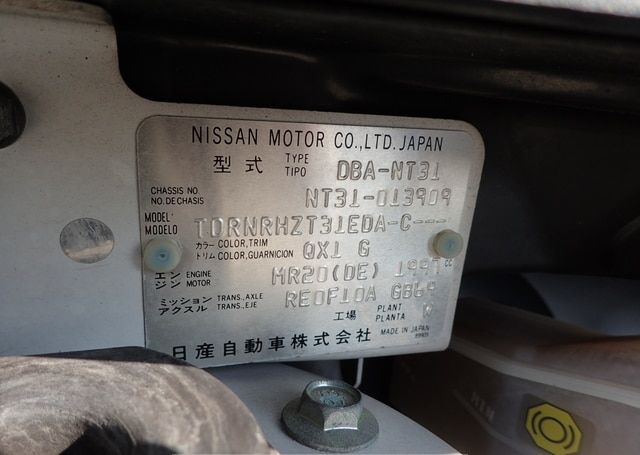 NISSAN MOTOR CO.,LTD. JAPAN
型式 TYPE TIPO DBA-NT31
CHASSIS NO. NO. DE CHASIS NT31-013909
MODEL MODELO TDRNRHZT31EDA-C---
カラー トリム COLOR, TRIM COLOR, GUARNICION QX1 G
エンジン ENGINE MOTOR MR20(DE) 1997 cc
ミッション アクスル TRANS., AXLE TRANS., EJE RE0F10A GB69
工場 PLANT PLANTA W
日産自動車株式会社 MADE IN JAPAN